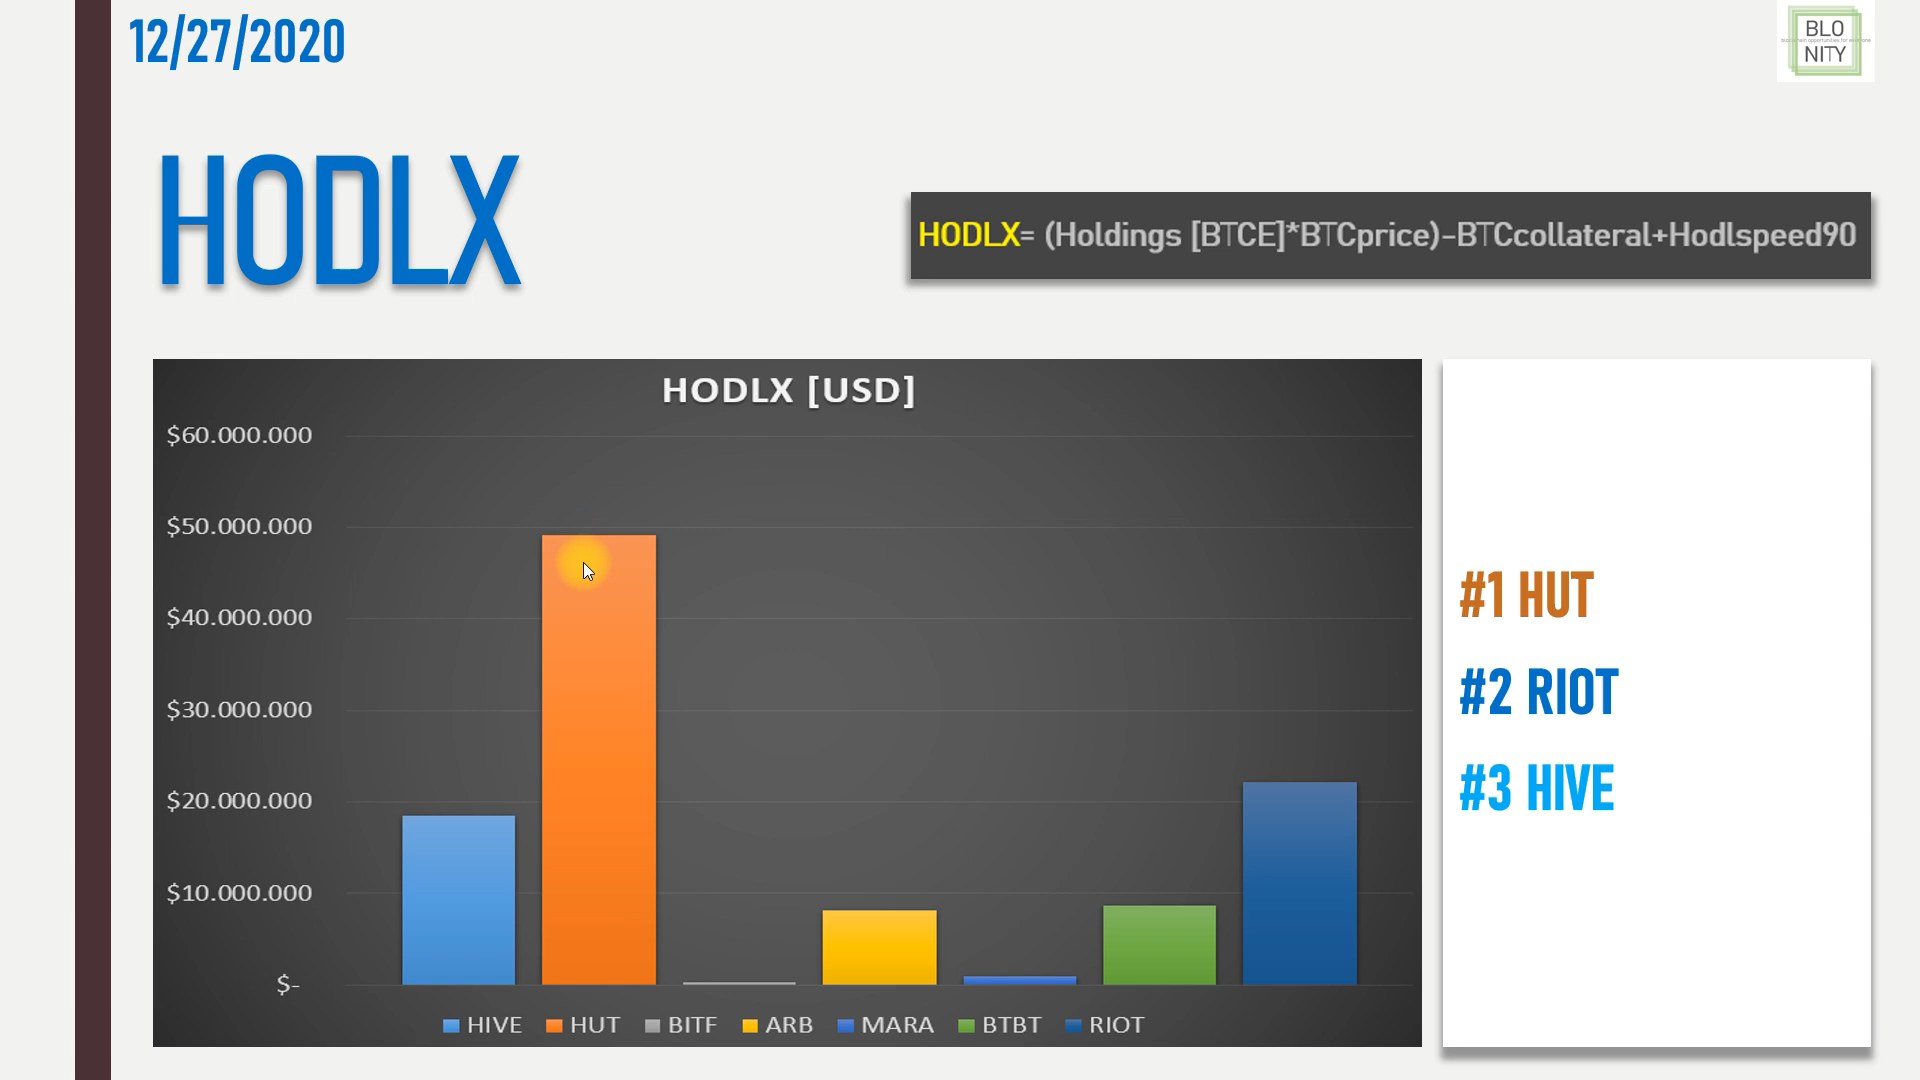 12/27/2020
BLO
NITY
HODLX
HODLX= (Holdings [BTCE]*BTCprice)-BTCcollateral+Hodlspeed90
HODLX [USD]
$60.000.000
$50.000.000
$40.000.000
$30.000.000
$20.000.000
$10.000.000
$-
HIVE HUT BITF ARB MARA BTBT RIOT
#1 HUT
#2 RIOT
#3 HIVE